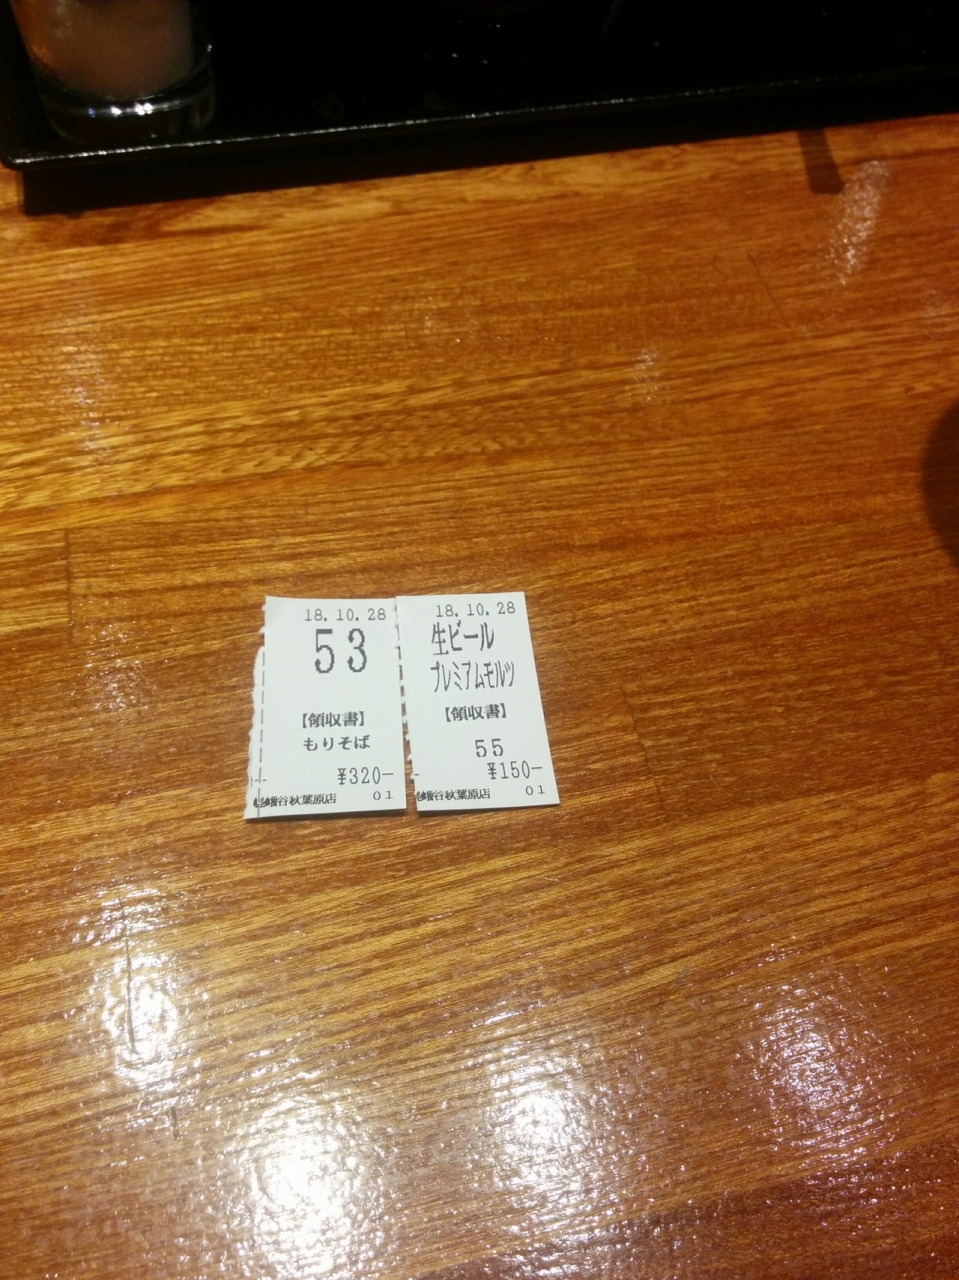 18.10.28
53
【領収書】
もりそば
¥320-
谷秋葉原店 01
18.10.28
生ビール
プレミアムモルツ
【領収書】
55
¥150-
谷秋葉原店 01